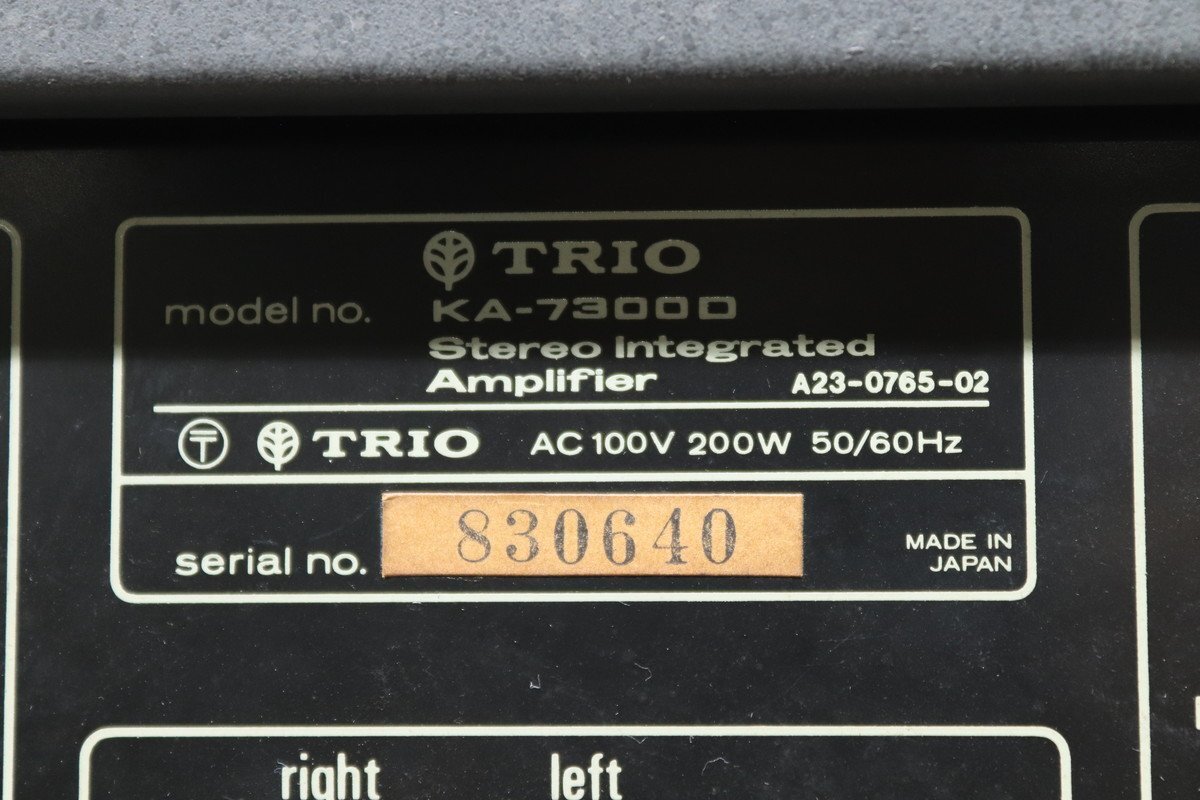 TRIO
model no. KA-7300D
Stereo Integrated
Amplifier A23-0765-02
〒 TRIO AC 100V 200W 50/60Hz
serial no. 830640
MADE IN
JAPAN
right left